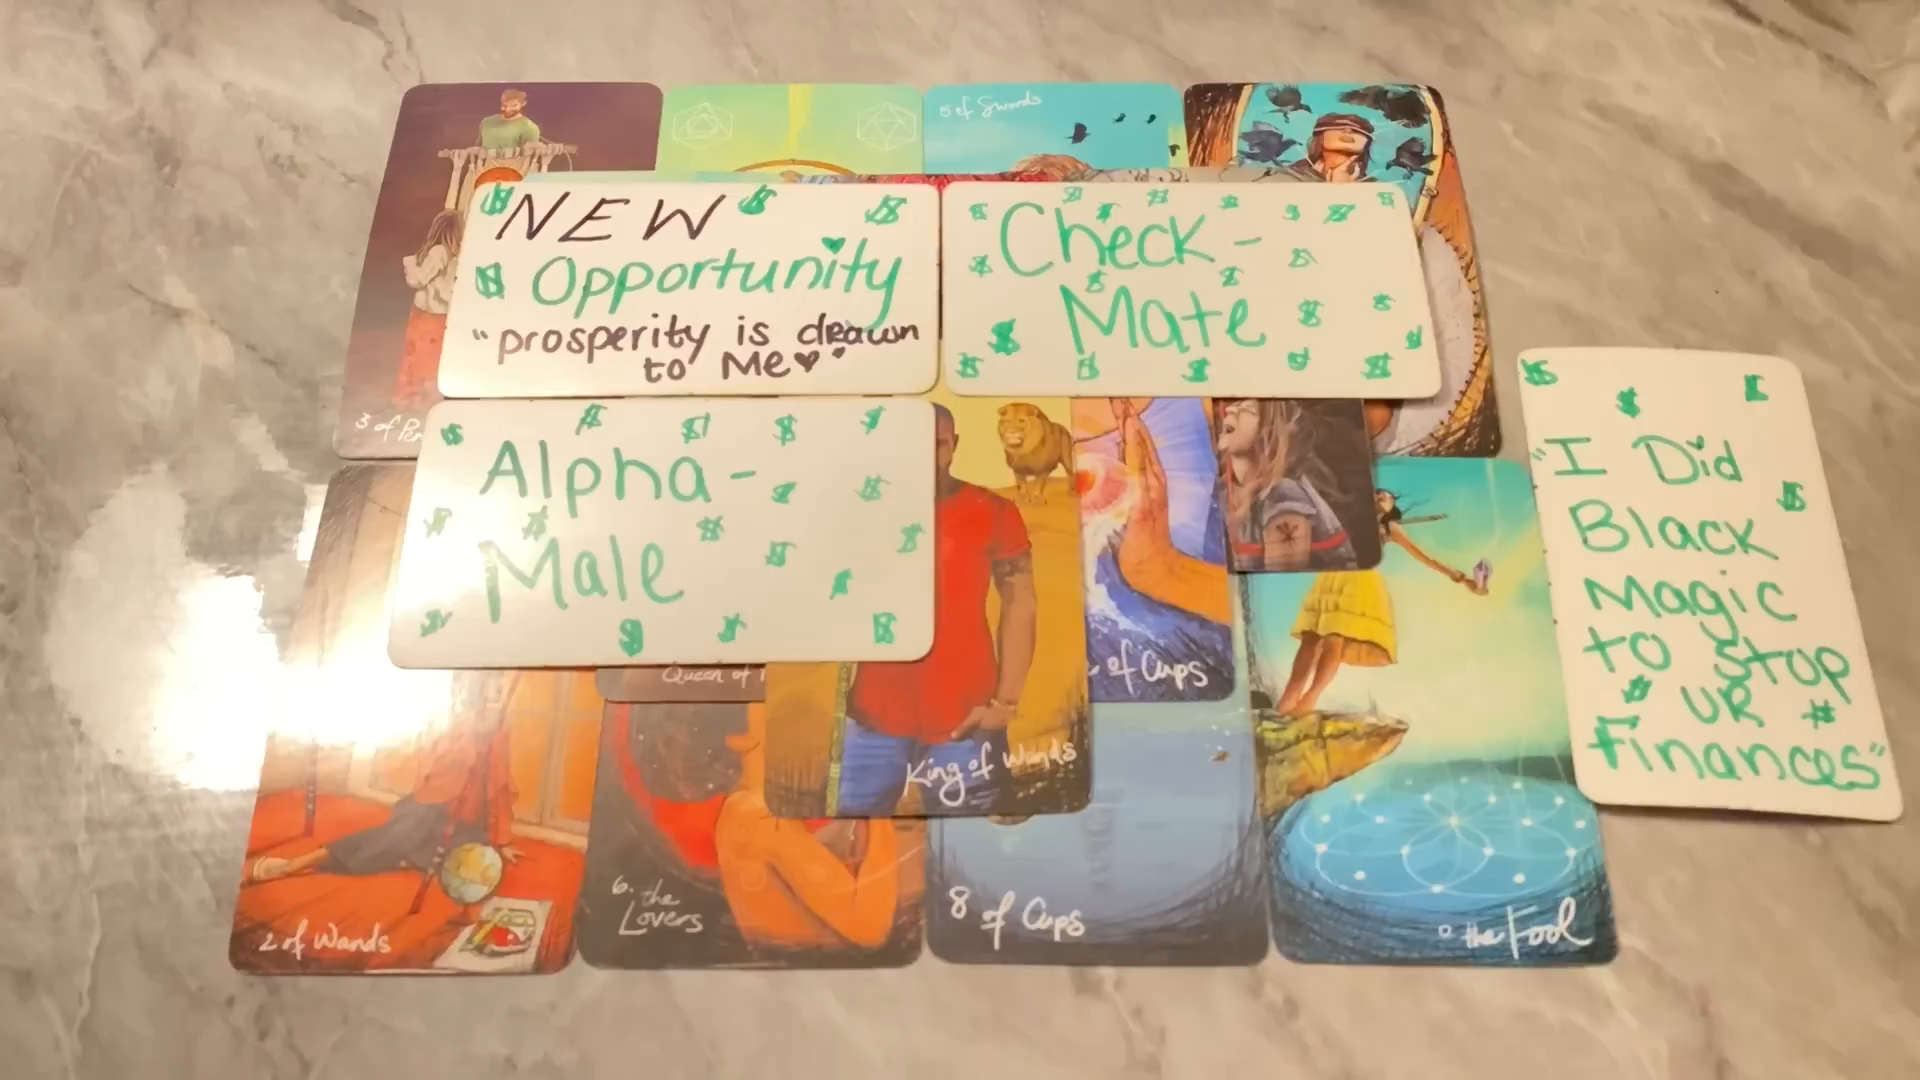 5 of Swords
NEW
Opportunity
"prosperity is drawn
to Me♥"
Check-
Mate
3 of Pen
Alpha-
Male
"I Did
Black
Magic
to Stop
UR
Finances"
Queen of
of Cups
King of Wands
2 of Wands
6. the
Lovers
8 of Cups
0 the Fool